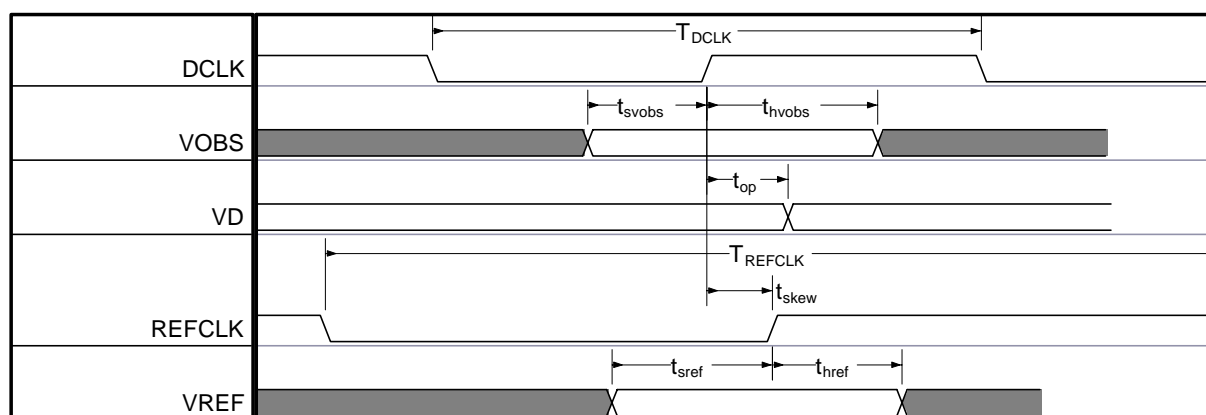 T_DCLK
DCLK
t_svobs t_hvobs
VOBS
t_op
VD
T_REFCLK
t_skew
REFCLK
t_sref t_href
VREF